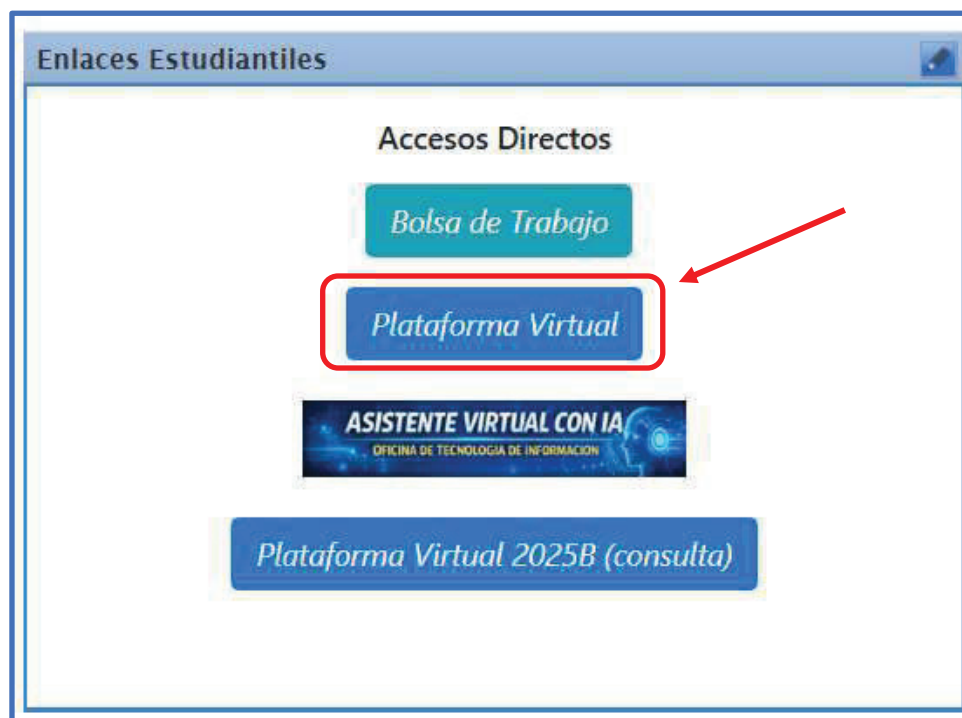 Enlaces Estudiantiles
Accesos Directos
Bolsa de Trabajo
Plataforma Virtual
ASISTENTE VIRTUAL CON IA
OFICINA DE TECNOLOGIA DE INFORMACION
Plataforma Virtual 2025B (consulta)